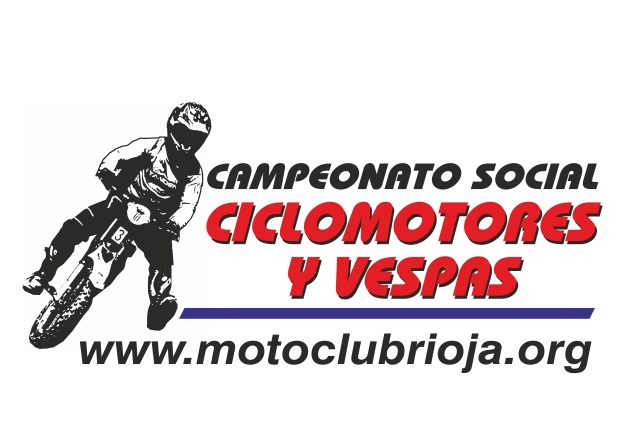 CAMPEONATO SOCIAL
CICLOMOTORES
Y VESPAS
www.motoclubrioja.org